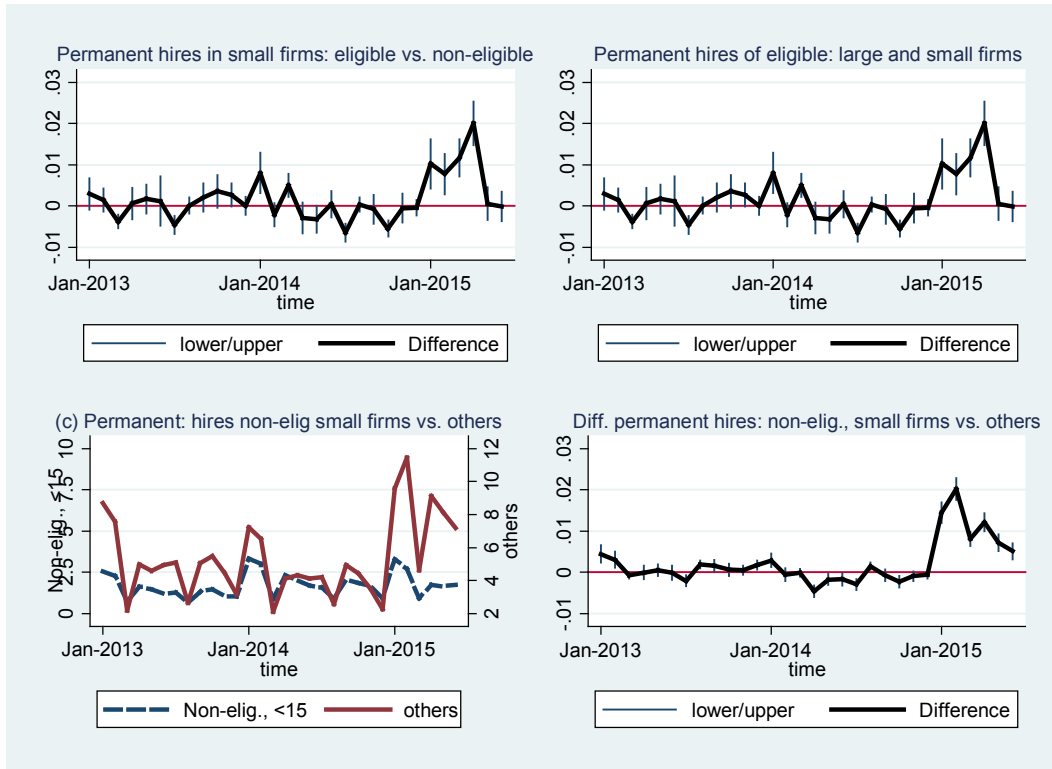 Permanent hires in small firms: eligible vs. non-eligible
.03
.02
.01
0
-.01
Jan-2013 Jan-2014 Jan-2015
time
lower/upper Difference
Permanent hires of eligible: large and small firms
.03
.02
.01
0
-.01
Jan-2013 Jan-2014 Jan-2015
time
lower/upper Difference
(c) Permanent: hires non-elig small firms vs. others
Non-elig., <15
10
7.5
5
2.5
0
12
10
8
6
4
2
others
Jan-2013 Jan-2014 Jan-2015
time
Non-elig., <15 others
Diff. permanent hires: non-elig., small firms vs. others
.03
.02
.01
0
-.01
Jan-2013 Jan-2014 Jan-2015
time
lower/upper Difference